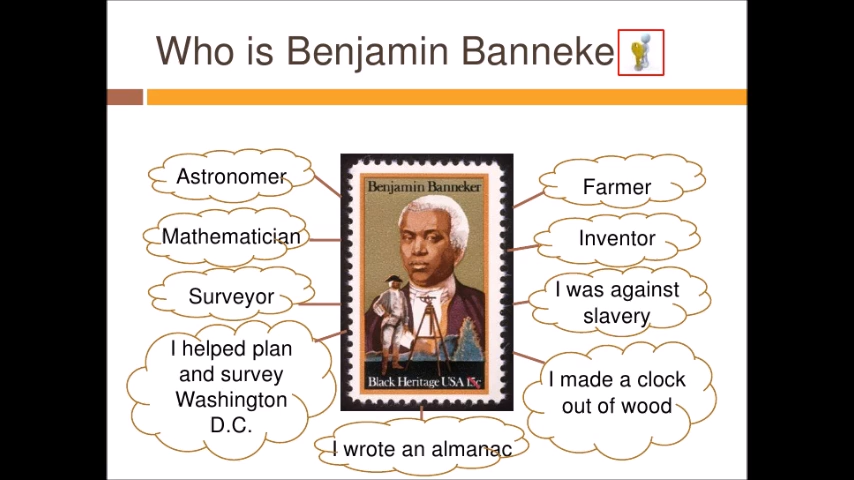 Who is Benjamin Banneke
Astronomer
Mathematician
Surveyor
I helped plan
and survey
Washington
D.C.
Benjamin Banneker
Black Heritage USA 15c
I wrote an almanac
Farmer
Inventor
I was against
slavery
I made a clock
out of wood